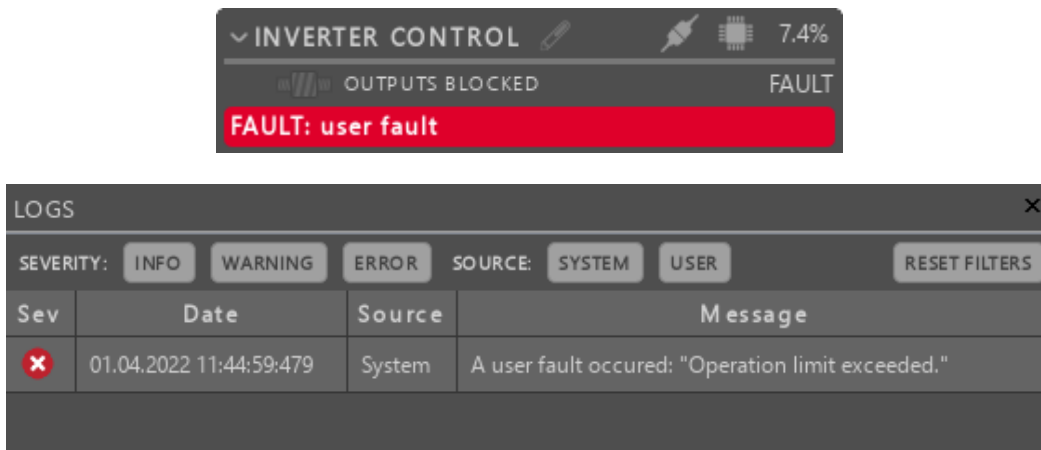 INVERTER CONTROL 7.4%
OUTPUTS BLOCKED FAULT
FAULT: user fault
LOGS ×
SEVERITY: INFO WARNING ERROR SOURCE: SYSTEM USER RESET FILTERS
Sev Date Source Message
01.04.2022 11:44:59:479 System A user fault occured: "Operation limit exceeded."